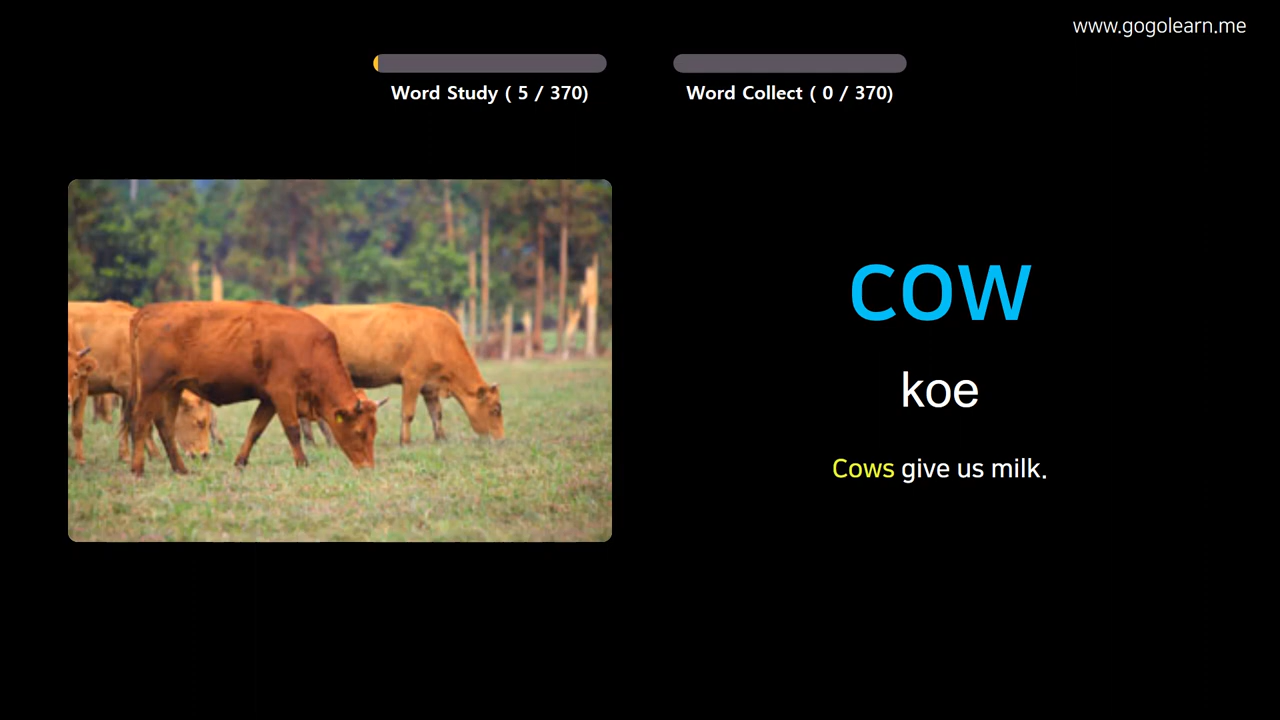 www.gogolearn.me
Word Study ( 5 / 370)
Word Collect ( 0 / 370)
cow
koe
Cows give us milk.